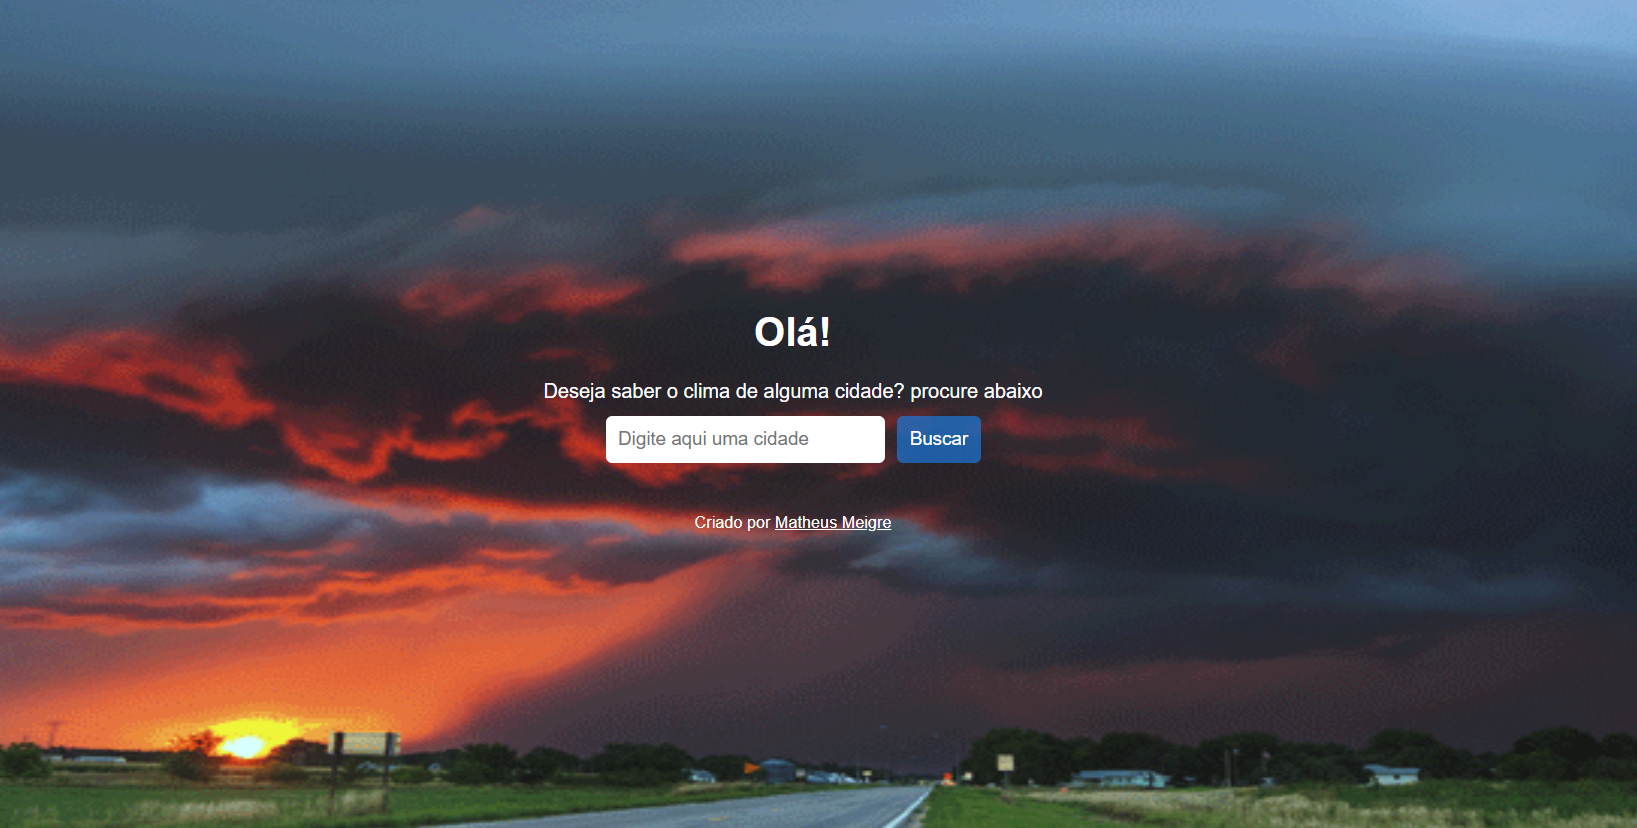 Olá!
Deseja saber o clima de alguma cidade? procure abaixo
Digite aqui uma cidade
Buscar
Criado por Matheus Meigre